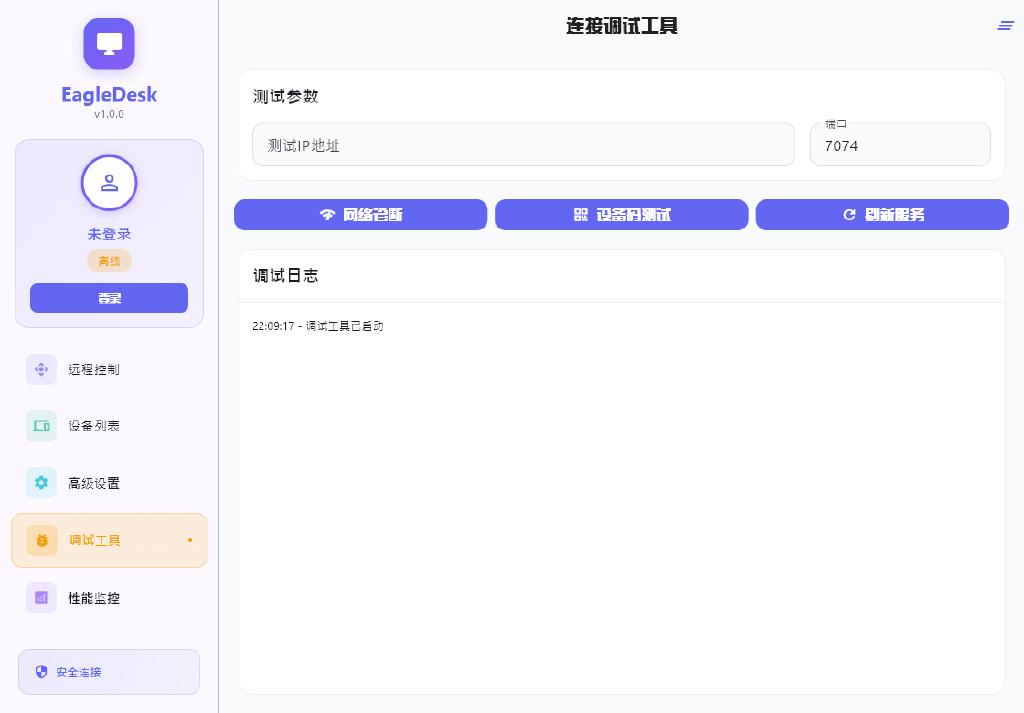 EagleDesk
v1.0.0
未登录
离线
登录
远程控制
设备列表
高级设置
调试工具
性能监控
安全连接
连接调试工具
测试参数
测试IP地址
端口
7074
网络诊断
设备码测试
刷新服务
调试日志
22:09:17 - 调试工具已启动